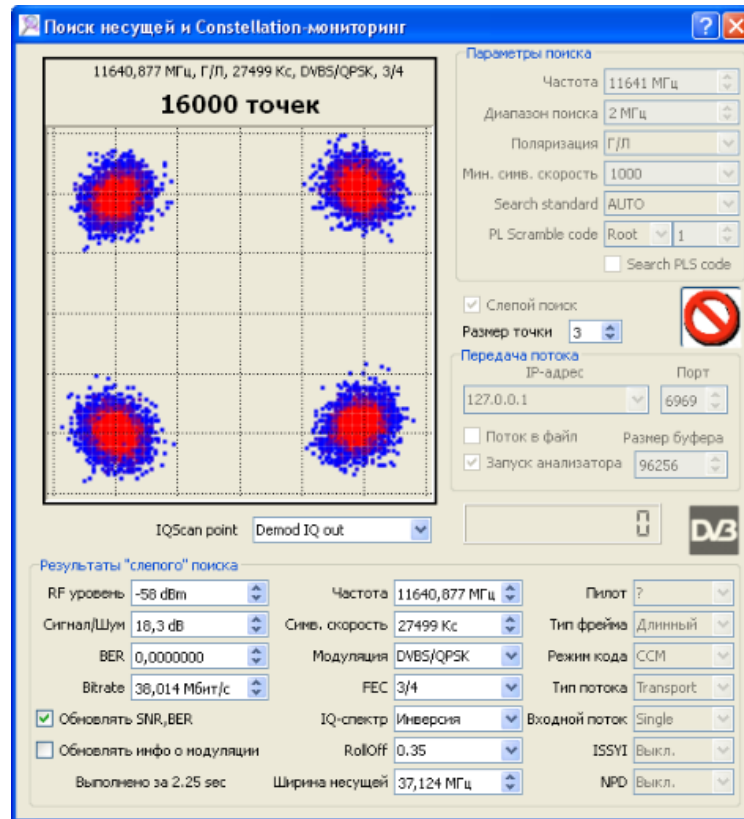 Поиск несущей и Constellation-мониторинг
11640,877 МГц, Г/Л, 27499 Кс, DVBS/QPSK, 3/4
16000 точек
Параметры поиска
Частота 11641 МГц
Диапазон поиска 2 МГц
Поляризация Г/Л
Мин. симв. скорость 1000
Search standard AUTO
PL Scramble code Root 1
Search PLS code
Слепой поиск
Размер точки 3
Передача потока
IP-адрес Порт
127.0.0.1 6969
Поток в файл Размер буфера
Запуск анализатора 96256
IQScan point Demod IQ out
0 DVB
Результаты "слепого" поиска
RF уровень -58 dBm Частота 11640,877 МГц Пилот ?
Сигнал/Шум 18,3 dB Симв. скорость 27499 Кс Тип фрейма Длинный
BER 0,0000000 Модуляция DVBS/QPSK Режим кода CCM
Bitrate 38,014 Мбит/с FEC 3/4 Тип потока Transport
Обновлять SNR,BER IQ-спектр Инверсия Входной поток Single
Обновлять инфо о модуляции RollOff 0.35 ISSYI Выкл.
Выполнено за 2.25 sec Ширина несущей 37,124 МГц NPD Выкл.